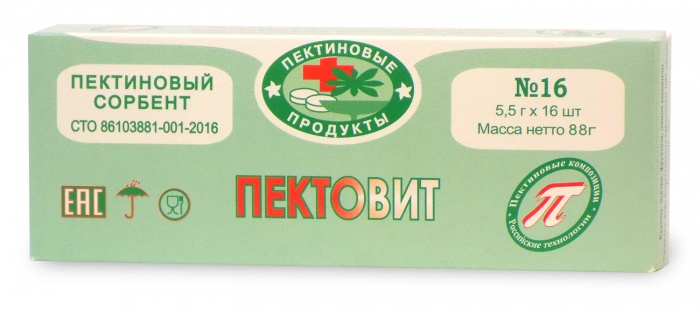 ПЕКТИНОВЫЙ
СОРБЕНТ
СТО 86103881-001-2016
ПЕКТИНОВЫЕ
ПРОДУКТЫ
№16
5,5 г х 16 шт
Масса нетто 88г
ЕАС
ПЕКТОВИТ
Пектиновые композиции
π
Российские технологии